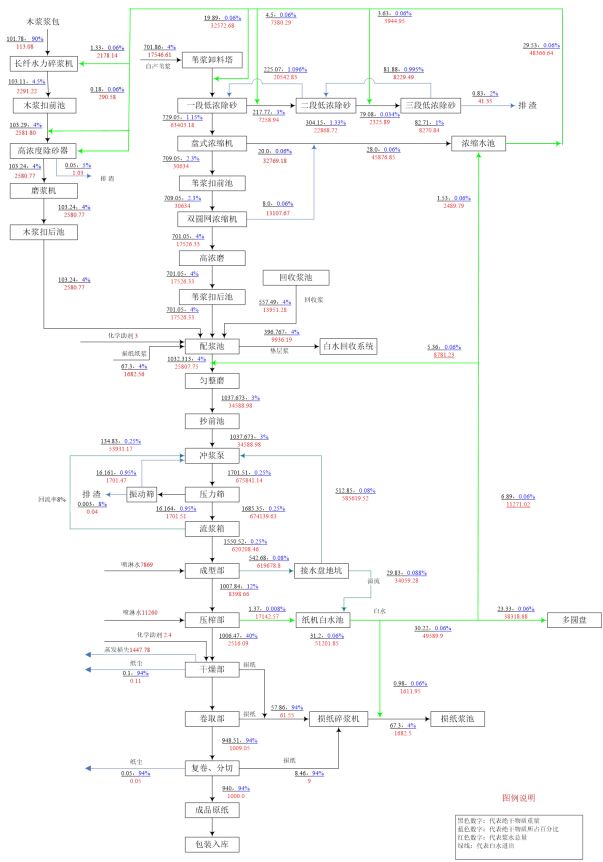 木浆浆包
101.78，90%
113.08
长纤水力碎浆机
1.33，0.06%
2178.14
103.11，4.5%
2291.22
木浆扣前池
0.18，0.06%
290.58
103.29，4%
2581.80
高浓度除砂器
103.24，4%
2580.77
0.05，5%
1.03
排 渣
磨浆机
103.24，4%
2580.77
木浆扣后池
103.24，4%
2580.77
701.86，4%
17546.61
自产苇浆
苇浆卸料塔
19.89，0.06%
32572.68
4.5，0.06%
7380.29
3.63，0.06%
5944.95
29.53，0.06%
48366.64
225.07，1.096%
20542.85
81.88，0.995%
8229.49
一段低浓除砂
二段低浓除砂
三段低浓除砂
0.83，2%
41.35
排 渣
217.77，3%
7258.94
304.15，1.33%
22868.72
79.08，0.034%
2325.89
82.71，1%
8270.84
729.05，1.15%
63403.18
盘式浓缩机
20.0，0.06%
32769.18
28.0，0.06%
45876.85
浓缩水池
709.05，2.3%
30634
苇浆扣前池
709.05，2.3%
30634
双圆网浓缩机
8.0，0.06%
13107.67
1.53，0.06%
2489.79
701.05，4%
17526.33
高浓磨
701.05，4%
17526.33
苇浆扣后池
701.05，4%
17526.33
回收浆池
557.49，4%
13951.28
回收浆
化学助剂 3
损纸纸浆
67.3，4%
1682.56
配浆池
396.767，4%
9936.19
垫层浆
白水回收系统
1032.313，4%
25807.75
5.36，0.06%
8781.23
匀整磨
1037.673，3%
34588.98
抄前池
1037.673，3%
34588.98
134.83，0.25%
53931.17
冲浆泵
16.161，0.95%
1701.47
1701.51，0.25%
675841.14
512.85，0.08%
585619.52
6.89，0.06%
11271.02
回流率8%
排 渣
0.003，8%
0.04
振动筛
压力筛
16.164，0.95%
1701.51
1685.35，0.25%
674139.63
流浆箱
1550.52，0.25%
620208.46
喷淋水7869
成型部
542.68，0.08%
619678.8
接水盘地坑
29.83，0.088%
34059.28
溢流
1007.84，12%
8398.66
喷淋水11260
压榨部
1.37，0.008%
17142.57
纸机白水池
白水
23.33，0.06%
38318.88
多圆盘
1006.47，40%
2516.09
31.2，0.06%
51201.85
30.22，0.06%
49589.9
化学助剂 2.4
蒸发损失1447.78
纸尘
0.1，94%
0.11
干燥部
损纸
卷取部
损纸
57.86，94%
61.55
损纸碎浆机
0.98，0.06%
1611.95
67.3，4%
1682.5
损纸浆池
948.51，94%
1009.05
纸尘
0.05，94%
0.05
复卷、分切
损纸
8.46，94%
9
940，94%
1000.0
成品原纸
包装入库
图例说明
黑色数字：代表绝干物质重量
蓝色数字：代表绝干物质所占百分比
红色数字：代表浆水总量
绿线：代表白水进出